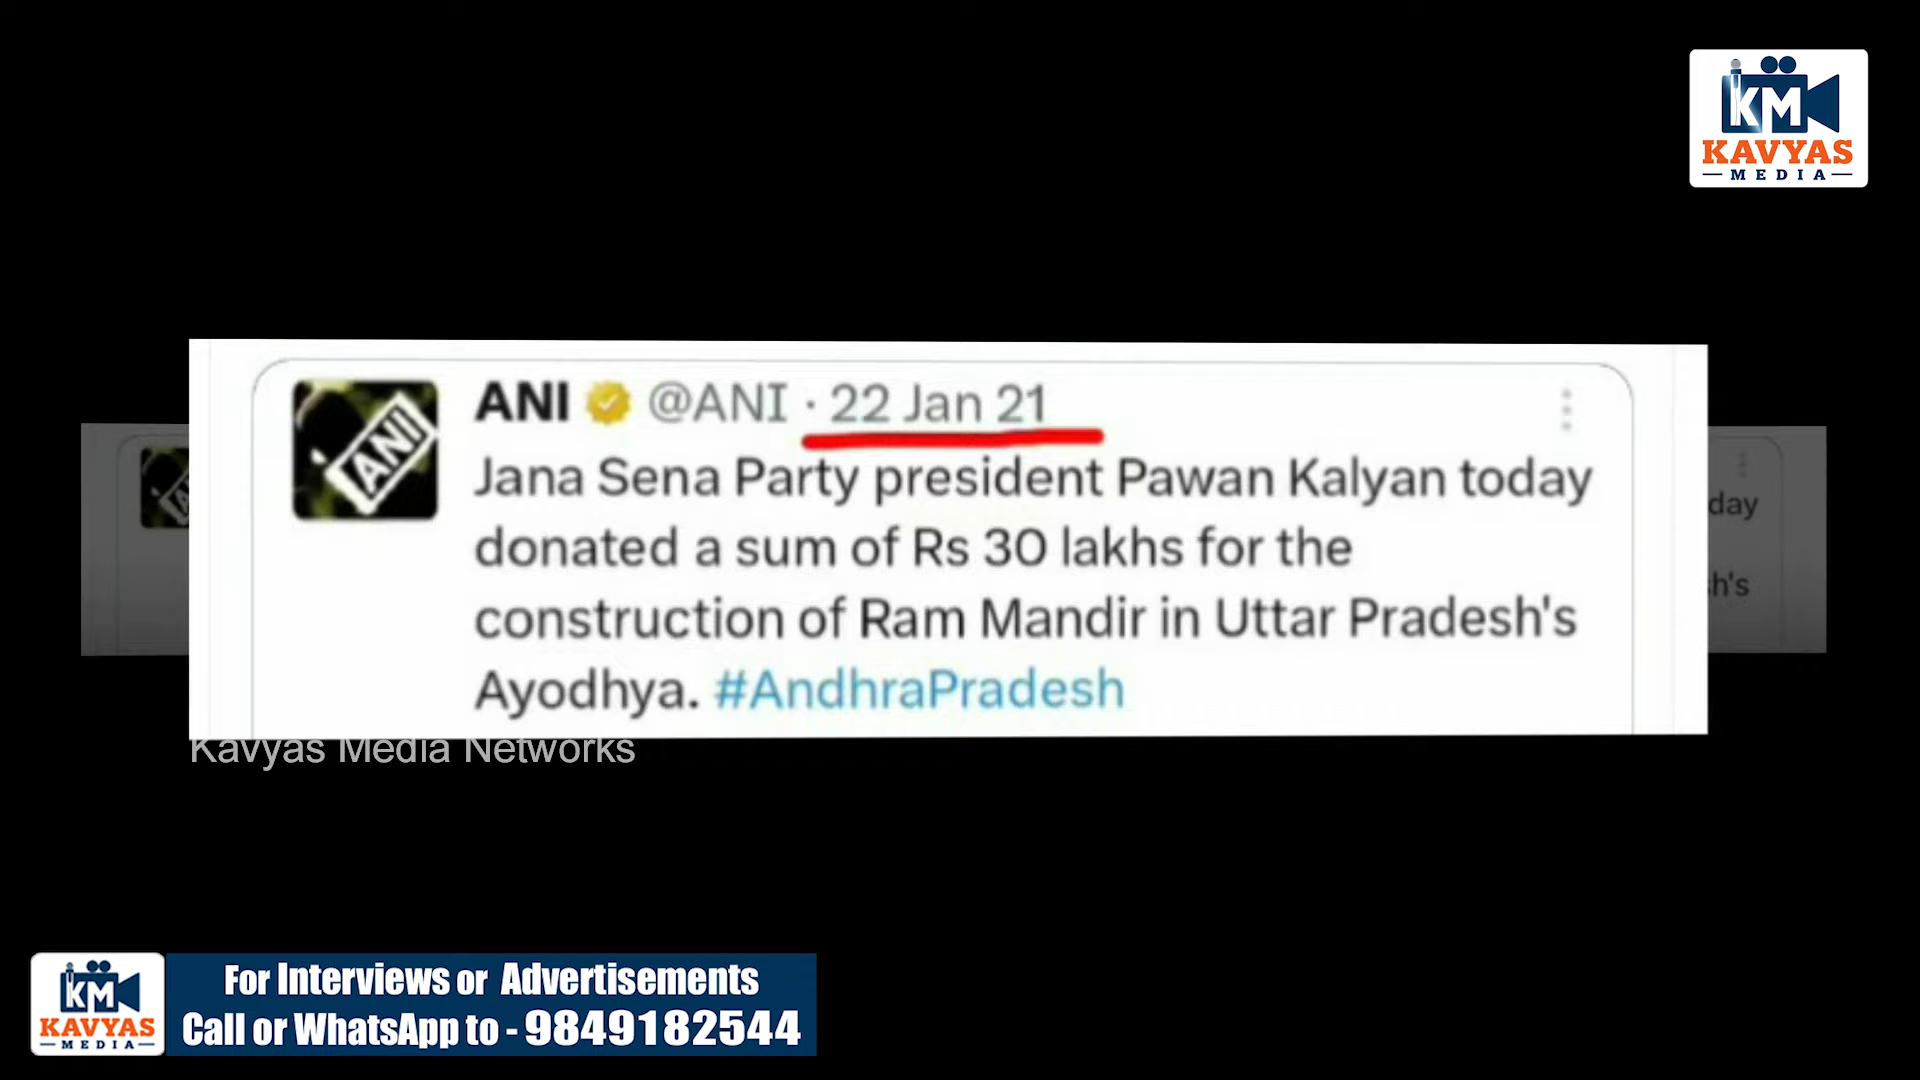 KM
KAVYAS
MEDIA
ANI @ANI · 22 Jan 21
Jana Sena Party president Pawan Kalyan today
donated a sum of Rs 30 lakhs for the
construction of Ram Mandir in Uttar Pradesh's
Ayodhya. #AndhraPradesh
ANI
day
h's
Kavyas Media Networks
KM
KAVYAS
MEDIA
For Interviews or Advertisements
Call or WhatsApp to - 9849182544